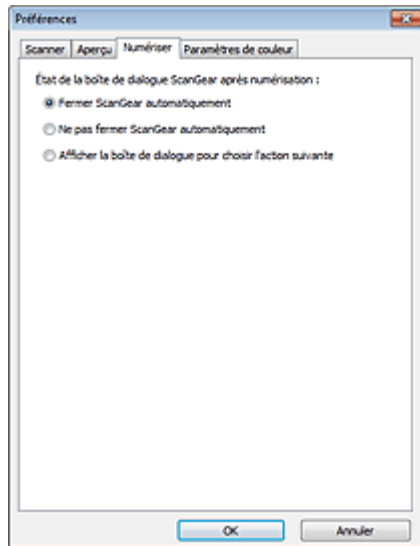 Préférences
Scanner Aperçu Numériser Paramètres de couleur
État de la boîte de dialogue ScanGear après numérisation :
Fermer ScanGear automatiquement
Ne pas fermer ScanGear automatiquement
Afficher la boîte de dialogue pour choisir l'action suivante
OK Annuler